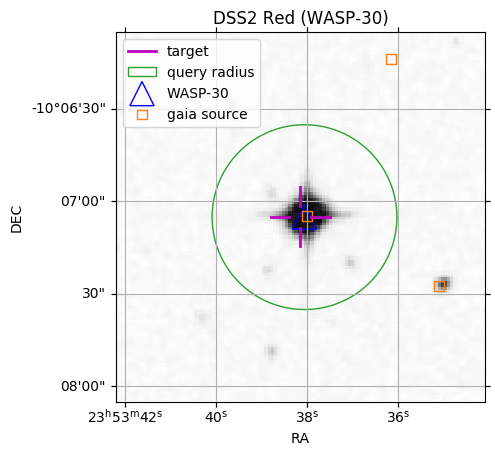 DSS2 Red (WASP-30)
target
query radius
WASP-30
gaia source
-10°06'30"
07'00"
30"
08'00"
DEC
23ʰ53ᵐ42ˢ 40ˢ 38ˢ 36ˢ
RA